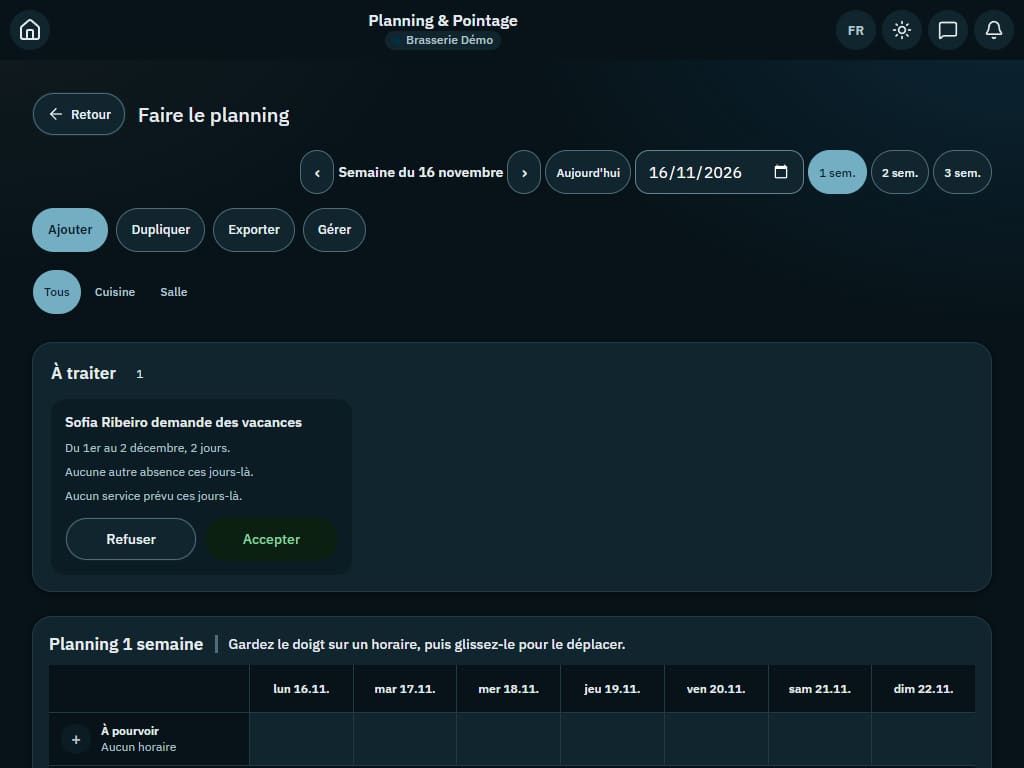 Planning & Pointage
Brasserie Démo
FR
Retour
Faire le planning
‹
Semaine du 16 novembre
›
Aujourd'hui
16/11/2026
1 sem.
2 sem.
3 sem.
Ajouter
Dupliquer
Exporter
Gérer
Tous
Cuisine
Salle
À traiter 1
Sofia Ribeiro demande des vacances
Du 1er au 2 décembre, 2 jours.
Aucune autre absence ces jours-là.
Aucun service prévu ces jours-là.
Refuser
Accepter
Planning 1 semaine
Gardez le doigt sur un horaire, puis glissez-le pour le déplacer.
lun 16.11.
mar 17.11.
mer 18.11.
jeu 19.11.
ven 20.11.
sam 21.11.
dim 22.11.
+
À pourvoir
Aucun horaire